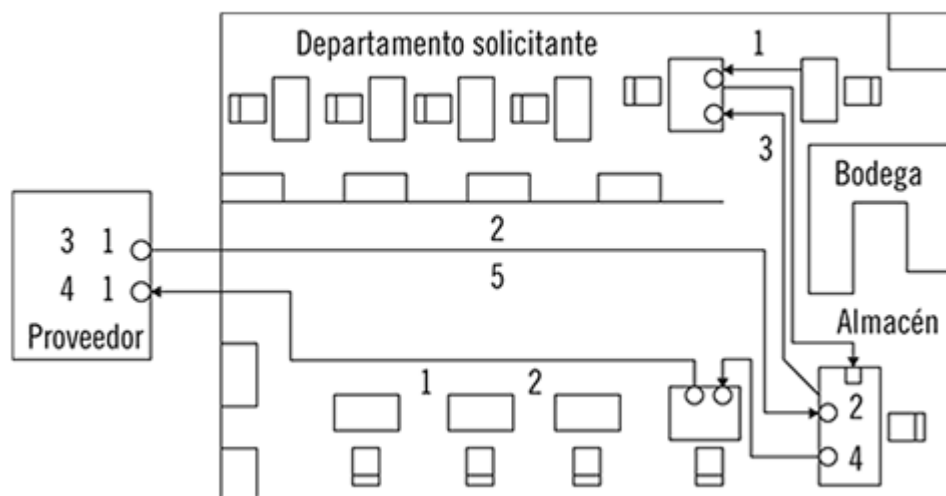 Departamento solicitante
1
3
Bodega
2
3 1
5
4 1
Proveedor
Almacén
1 2
2
4